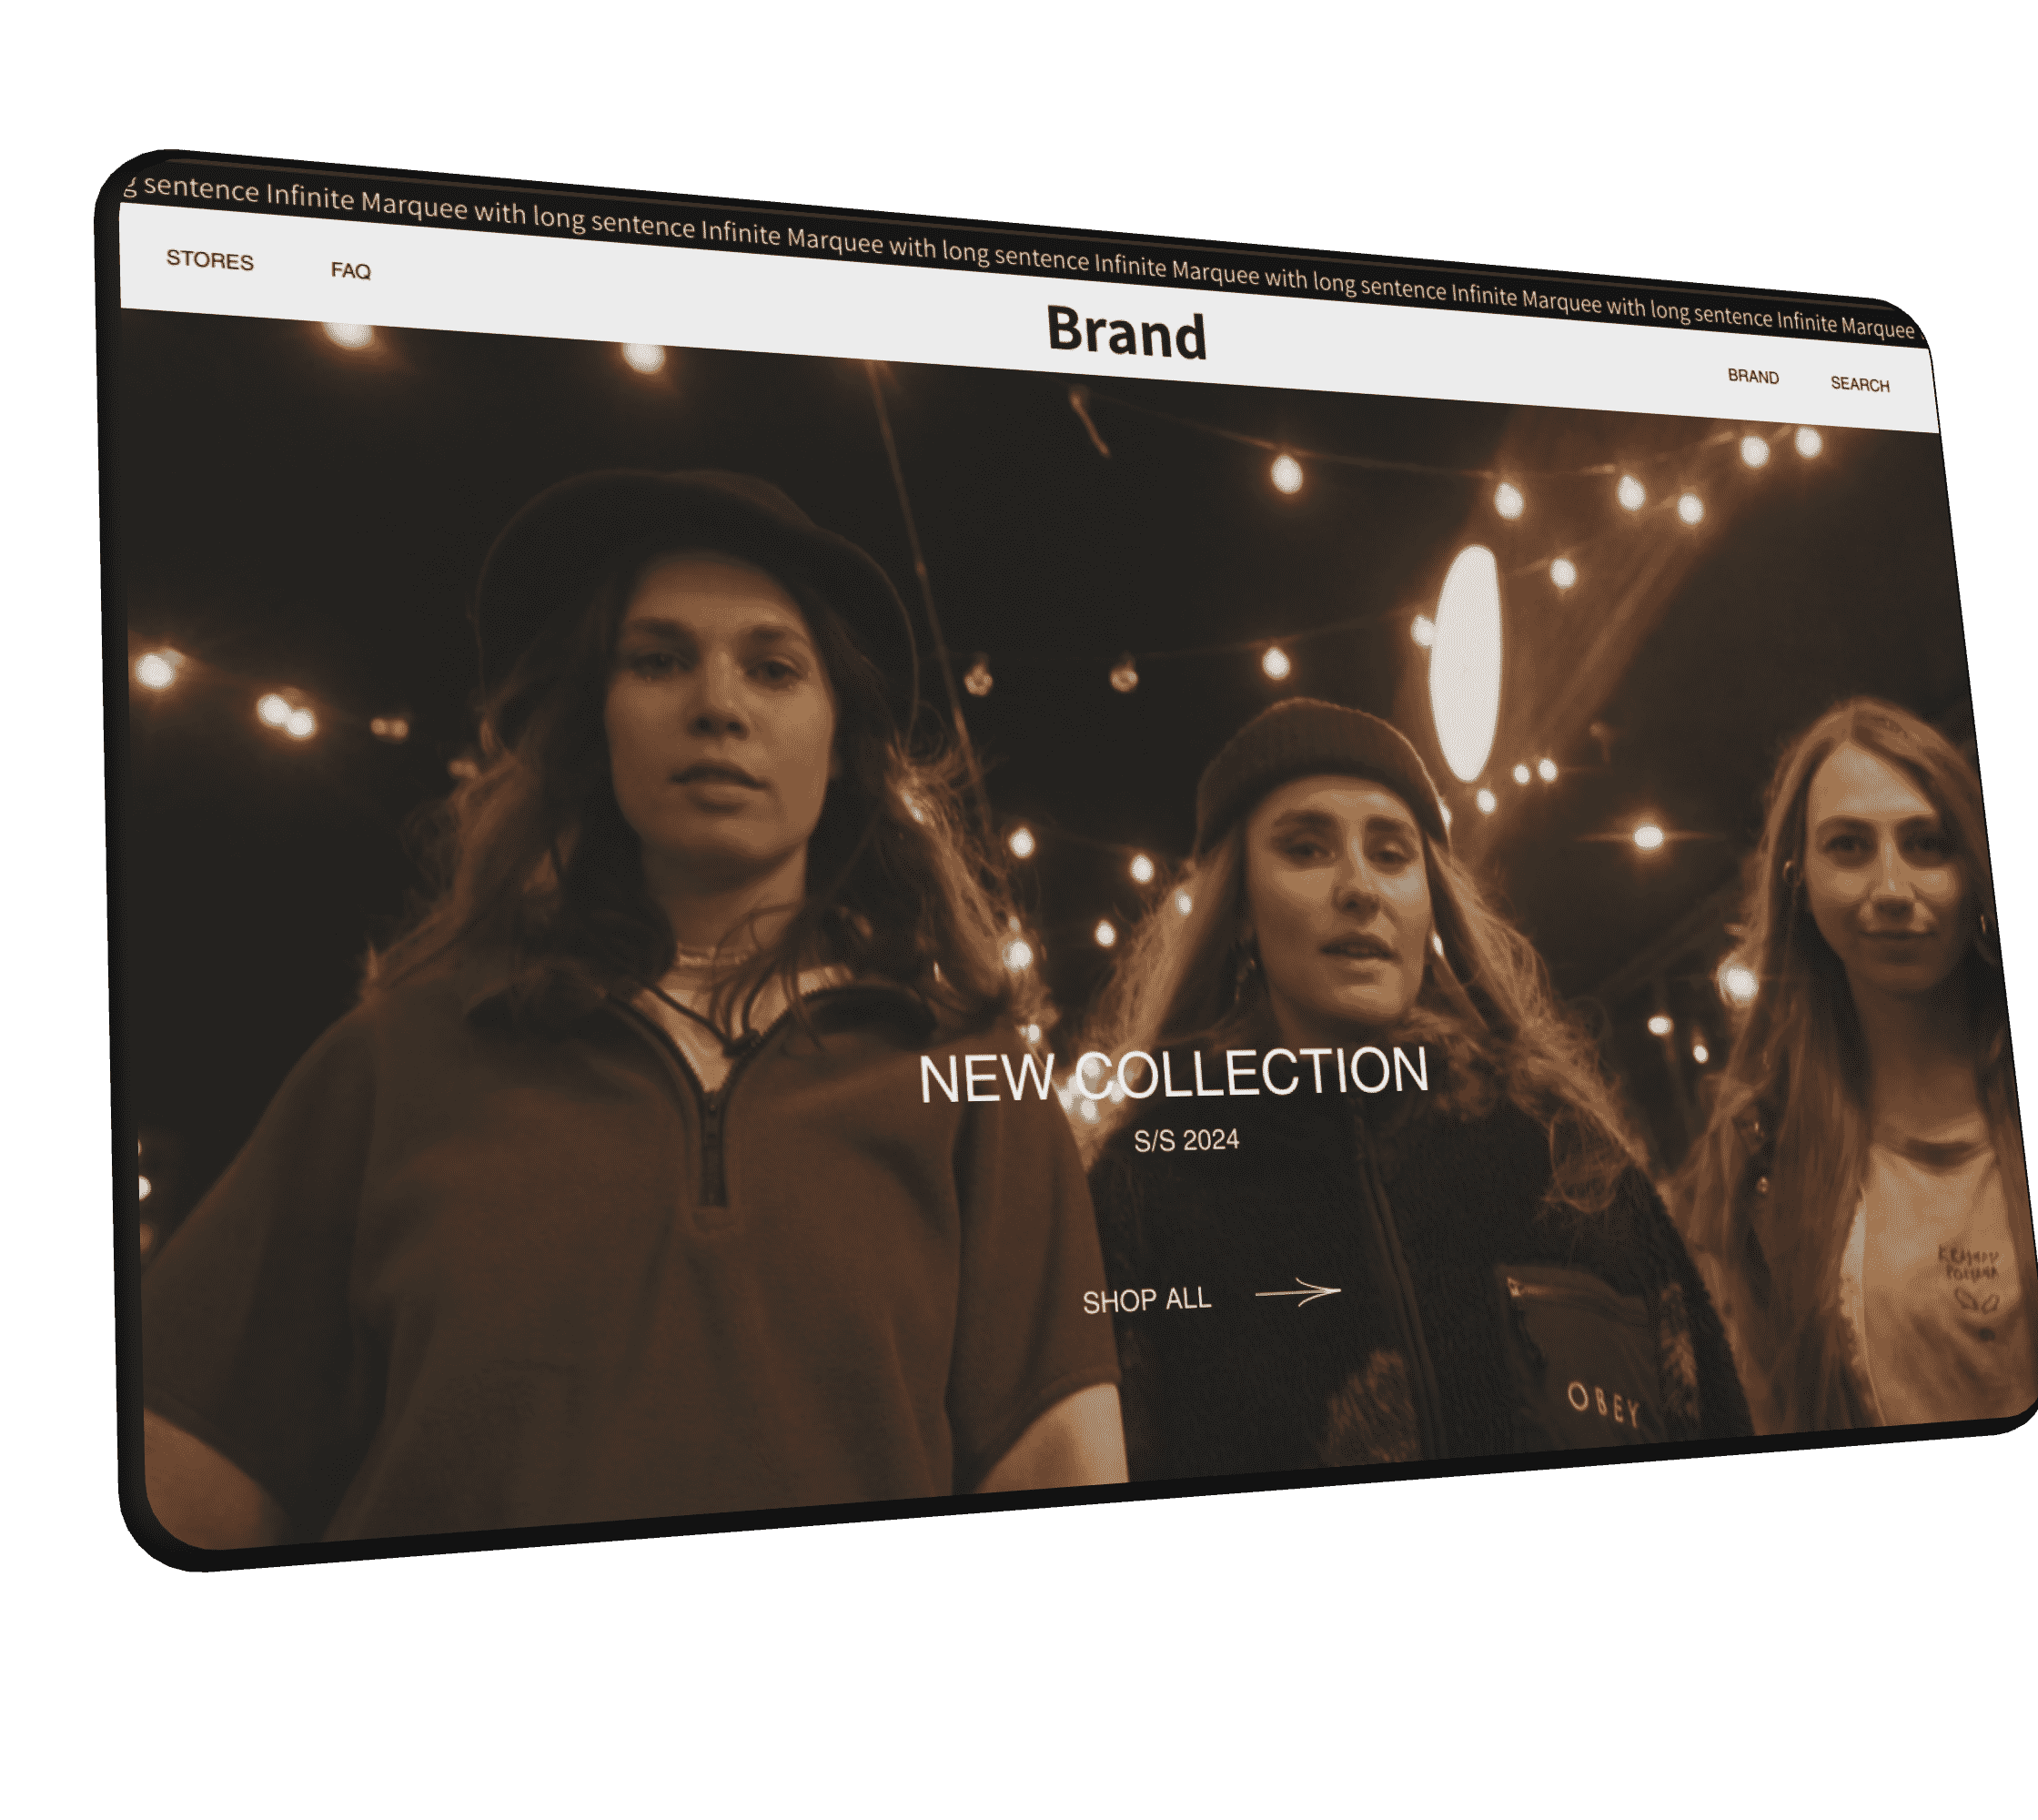 g sentence Infinite Marquee with long sentence Infinite Marquee with long sentence Infinite Marquee with long sentence Infinite Marquee with long sentence Infinite Marquee
STORES FAQ Brand BRAND SEARCH
NEW COLLECTION
S/S 2024
SHOP ALL
OBEY